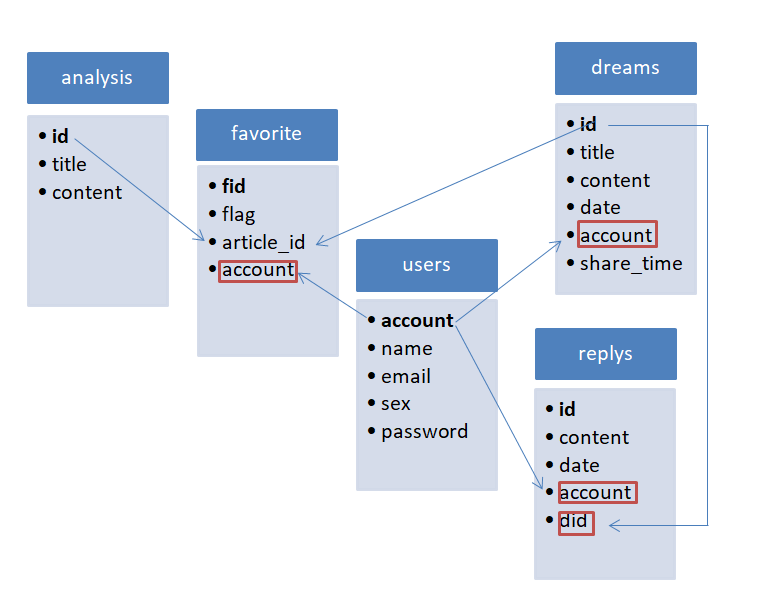 analysis
• id
• title
• content
favorite
• fid
• flag
• article_id
• account
users
• account
• name
• email
• sex
• password
dreams
• id
• title
• content
• date
• account
• share_time
replys
• id
• content
• date
• account
• did